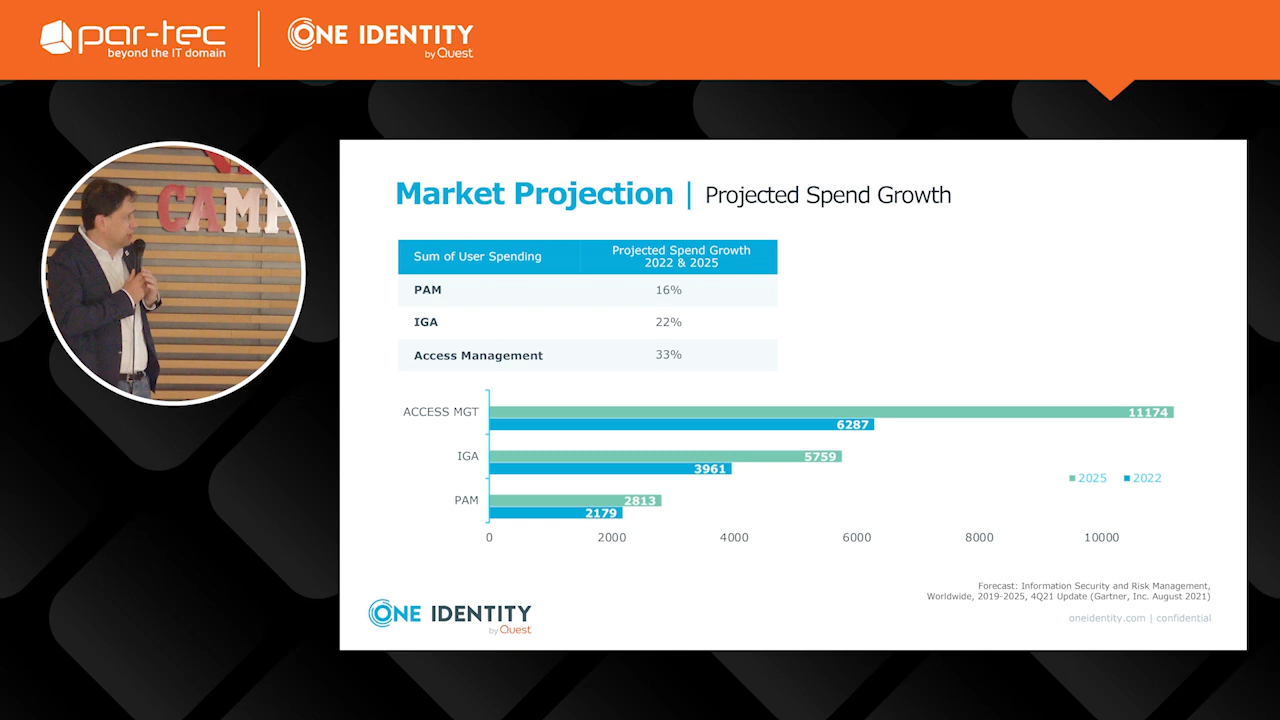 par-tec
beyond the IT domain
ONE IDENTITY
by Quest
CAMP
Market Projection | Projected Spend Growth
Sum of User Spending
Projected Spend Growth
2022 & 2025
PAM
16%
IGA
22%
Access Management
33%
ACCESS MGT
11174
6287
IGA
5759
3961
PAM
2813
2179
2025
2022
0
2000
4000
6000
8000
10000
Forecast: Information Security and Risk Management,
Worldwide, 2019-2025, 4Q21 Update (Gartner, Inc. August 2021)
ONE IDENTITY
by Quest
oneidentity.com | confidential